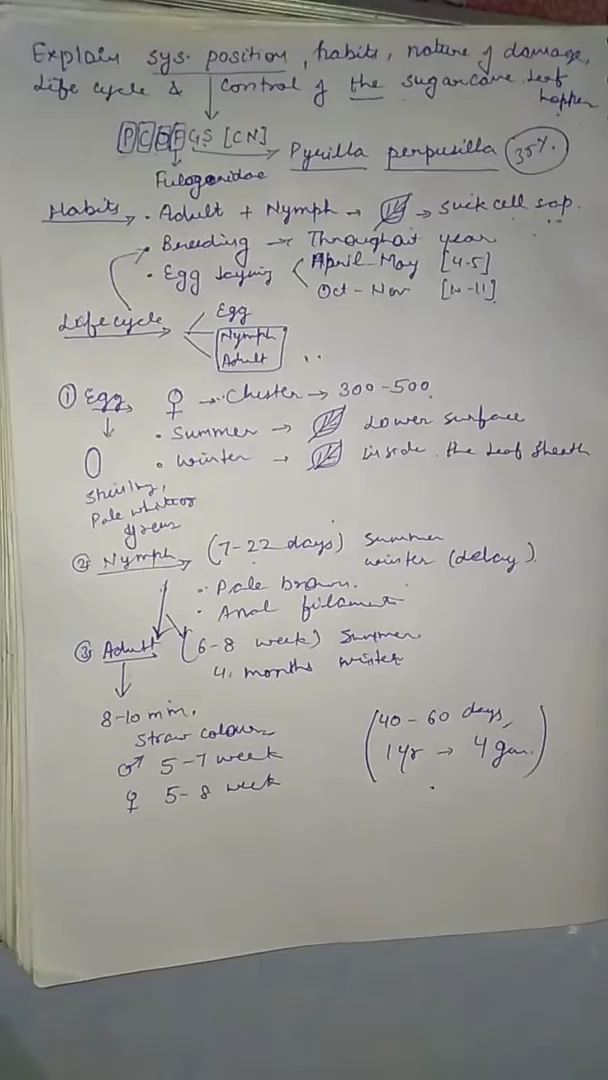 Explain sys. position, habits, nature of damage,
Life cycle & control of the sugarcane leaf
hopper
PCOFGS [CN] → Pyrilla perpusilla 35%
Fulogoridae
Habits → • Adult + Nymph → → suck cell sap.
• Breeding → Throughout year
• Egg laying April-May [4-5]
Oct - Nov [10-11]
Life cycle → Egg
Nymph
Adult
① Egg → ♀ → Cluster → 300-500
• Summer → Lower surface
• winter → inside the leaf sheath
Pale whitish
green
② Nymph → (7-22 days) Summer
winter (delay)
• Pale brown.
• Anal filament
③ Adult (6-8 week) Summer
4 months winter
8-10 mm.
Straw colour
♂ 5-7 week
♀ 5-8 week
(40-60 days,
1 yr → 4 gen.)